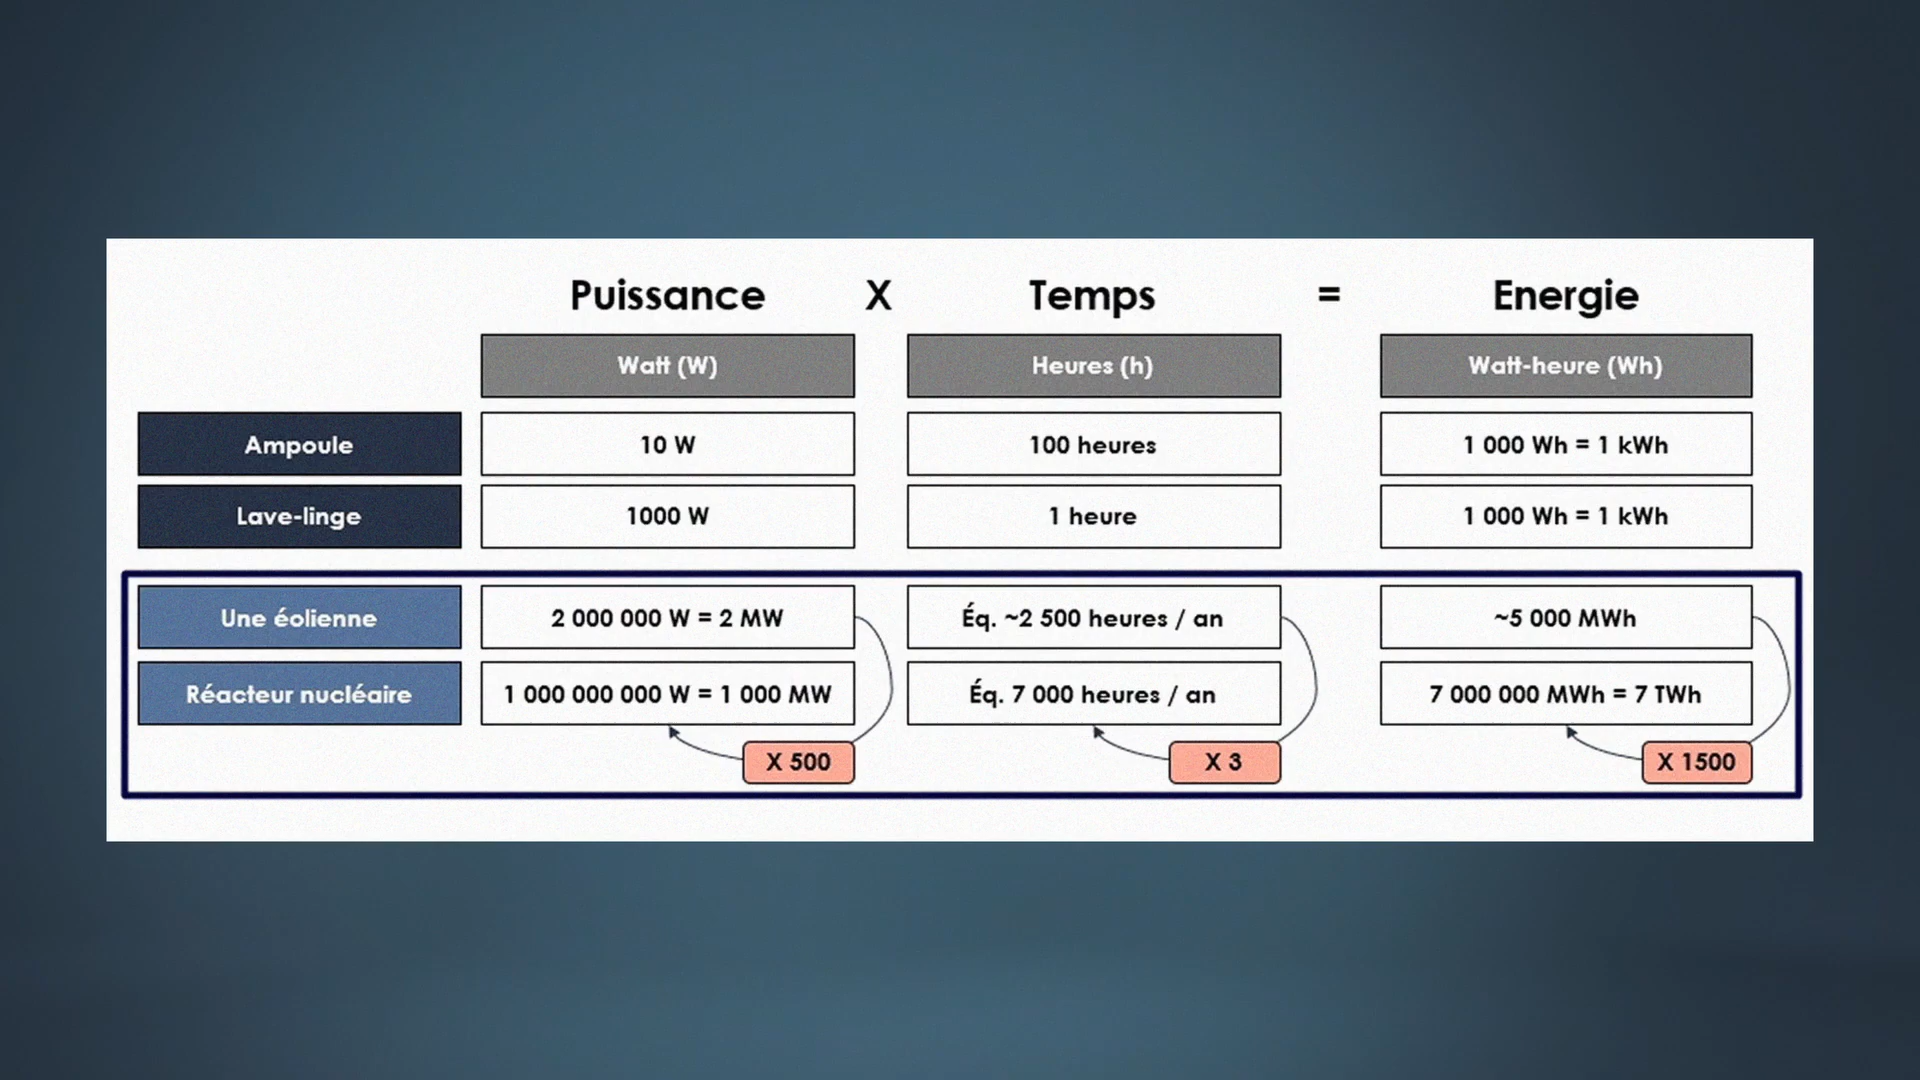 Puissance X Temps = Energie
Watt (W) Heures (h) Watt-heure (Wh)
Ampoule 10 W 100 heures 1 000 Wh = 1 kWh
Lave-linge 1000 W 1 heure 1 000 Wh = 1 kWh
Une éolienne 2 000 000 W = 2 MW Éq. ~2 500 heures / an ~5 000 MWh
Réacteur nucléaire 1 000 000 000 W = 1 000 MW Éq. 7 000 heures / an 7 000 000 MWh = 7 TWh
X 500 X 3 X 1500